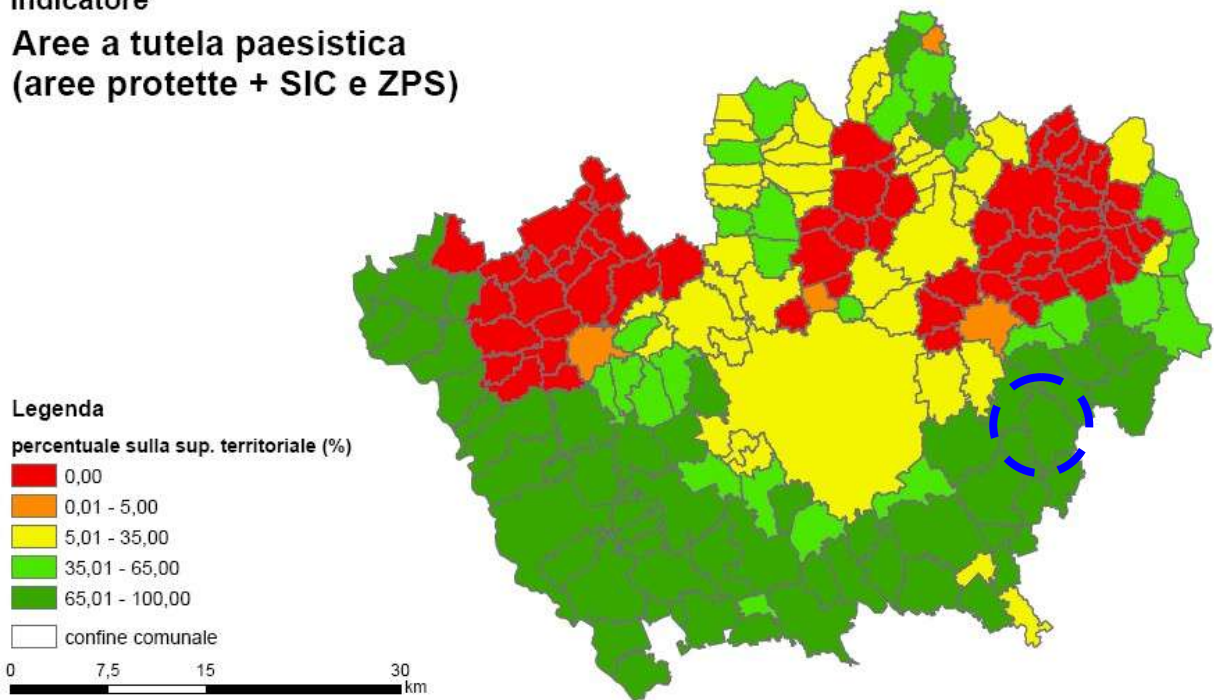 Indicatore
Aree a tutela paesistica
(aree protette + SIC e ZPS)
Legenda
percentuale sulla sup. territoriale (%)
0,00
0,01 - 5,00
5,01 - 35,00
35,01 - 65,00
65,01 - 100,00
confine comunale
0 7,5 15 30
km